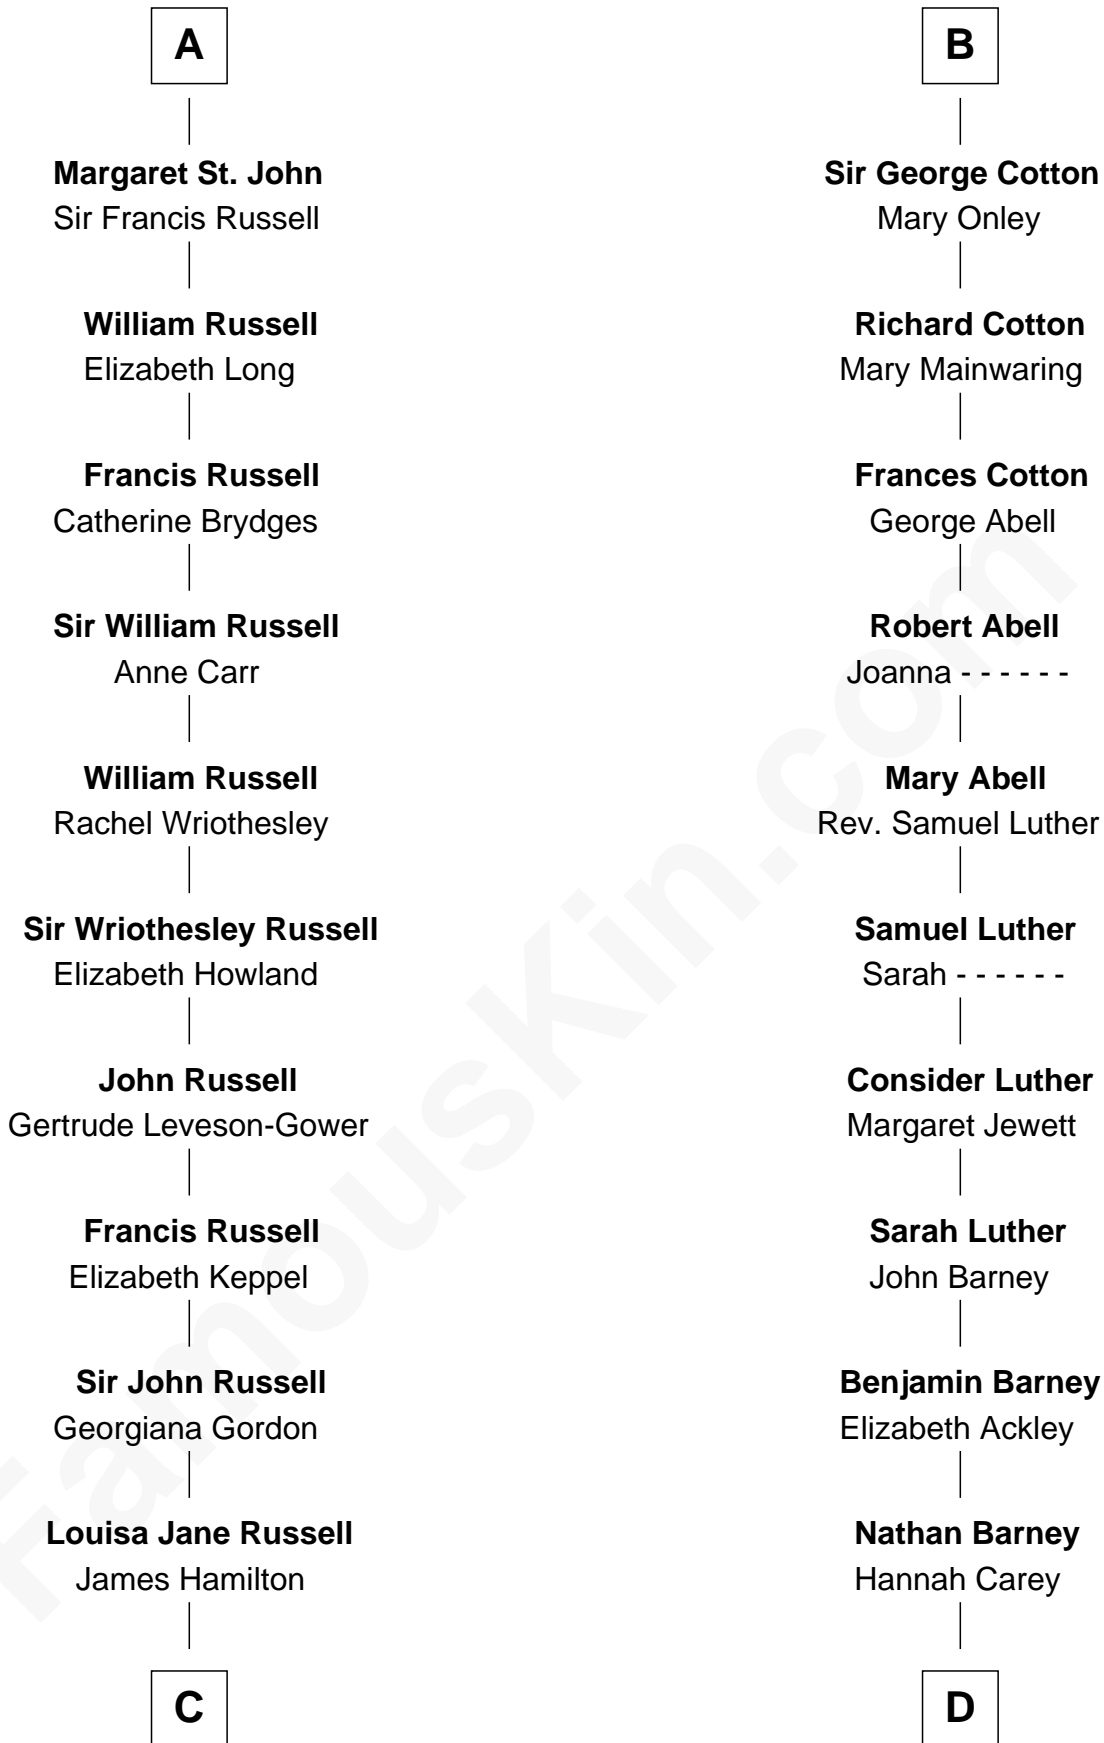 A
Margaret St. John
Sir Francis Russell
William Russell
Elizabeth Long
Francis Russell
Catherine Brydges
Sir William Russell
Anne Carr
William Russell
Rachel Wriothesley
Sir Wriothesley Russell
Elizabeth Howland
John Russell
Gertrude Leveson-Gower
Francis Russell
Elizabeth Keppel
Sir John Russell
Georgiana Gordon
Louisa Jane Russell
James Hamilton
C
B
Sir George Cotton
Mary Onley
Richard Cotton
Mary Mainwaring
Frances Cotton
George Abell
Robert Abell
Joanna - - - - - -
Mary Abell
Rev. Samuel Luther
Samuel Luther
Sarah - - - - - -
Consider Luther
Margaret Jewett
Sarah Luther
John Barney
Benjamin Barney
Elizabeth Ackley
Nathan Barney
Hannah Carey
D
FamousKin.com